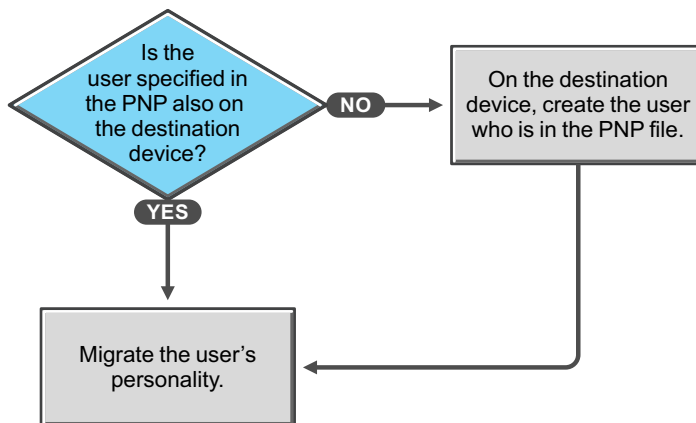 Is the
user specified in
the PNP also on
the destination
device?
NO
On the destination
device, create the user
who is in the PNP file.
YES
Migrate the user’s
personality.